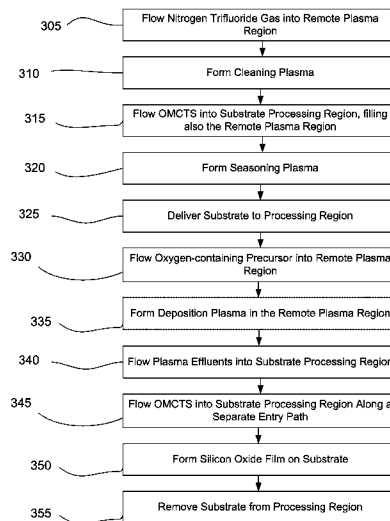 305
Flow Nitrogen Trifluoride Gas into Remote Plasma
Region
310
Form Cleaning Plasma
315
Flow OMCTS into Substrate Processing Region, filling
also the Remote Plasma Region
320
Form Seasoning Plasma
325
Deliver Substrate to Processing Region
330
Flow Oxygen-containing Precursor into Remote Plasma
Region
335
Form Deposition Plasma in the Remote Plasma Region
340
Flow Plasma Effluents into Substrate Processing Region
345
Flow OMCTS into Substrate Processing Region Along a
Separate Entry Path
350
Form Silicon Oxide Film on Substrate
355
Remove Substrate from Processing Region